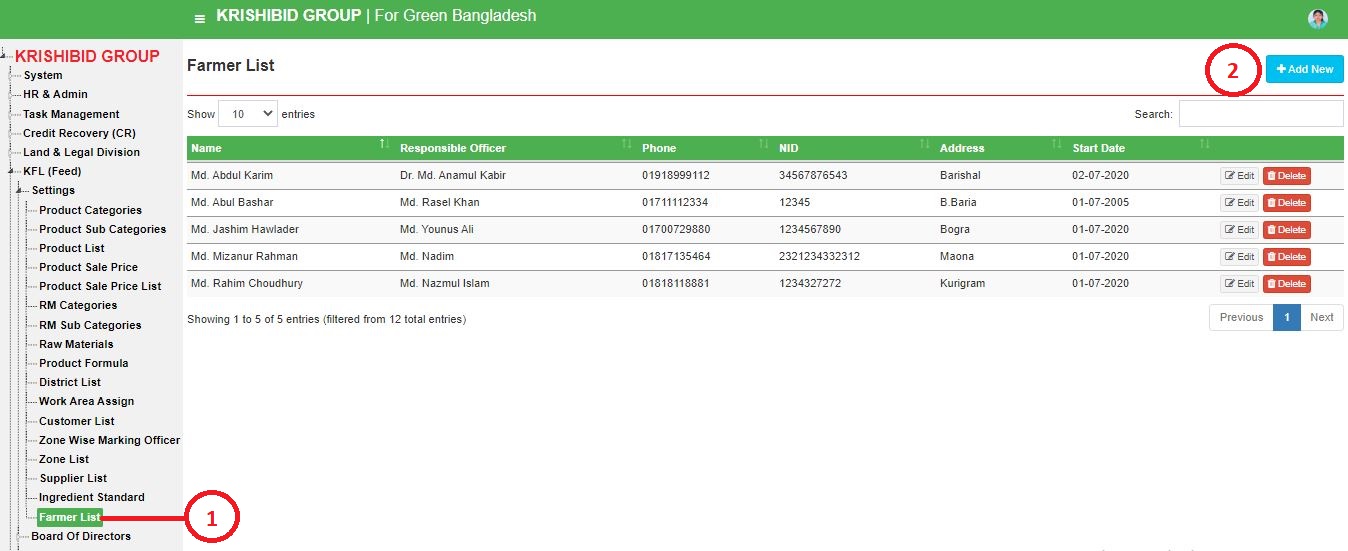 KRISHIBID GROUP | For Green Bangladesh
KRISHIBID GROUP
System
HR & Admin
Task Management
Credit Recovery (CR)
Land & Legal Division
KFL (Feed)
Settings
Product Categories
Product Sub Categories
Product List
Product Sale Price
Product Sale Price List
RM Categories
RM Sub Categories
Raw Materials
Product Formula
District List
Work Area Assign
Customer List
Zone Wise Marking Officer
Zone List
Supplier List
Ingredient Standard
Farmer List
1
Board Of Directors
Farmer List
2
Add New
Show 10 entries
Search:
Name Responsible Officer Phone NID Address Start Date
Md. Abdul Karim Dr. Md. Anamul Kabir 01918999112 34567876543 Barishal 02-07-2020 Edit Delete
Md. Abul Bashar Md. Rasel Khan 01711112334 12345 B.Baria 01-07-2005 Edit Delete
Md. Jashim Hawlader Md. Younus Ali 01700729880 1234567890 Bogra 01-07-2020 Edit Delete
Md. Mizanur Rahman Md. Nadim 01817135464 2321234332312 Maona 01-07-2020 Edit Delete
Md. Rahim Choudhury Md. Nazmul Islam 01818118881 1234327272 Kurigram 01-07-2020 Edit Delete
Showing 1 to 5 of 5 entries (filtered from 12 total entries)
Previous 1 Next